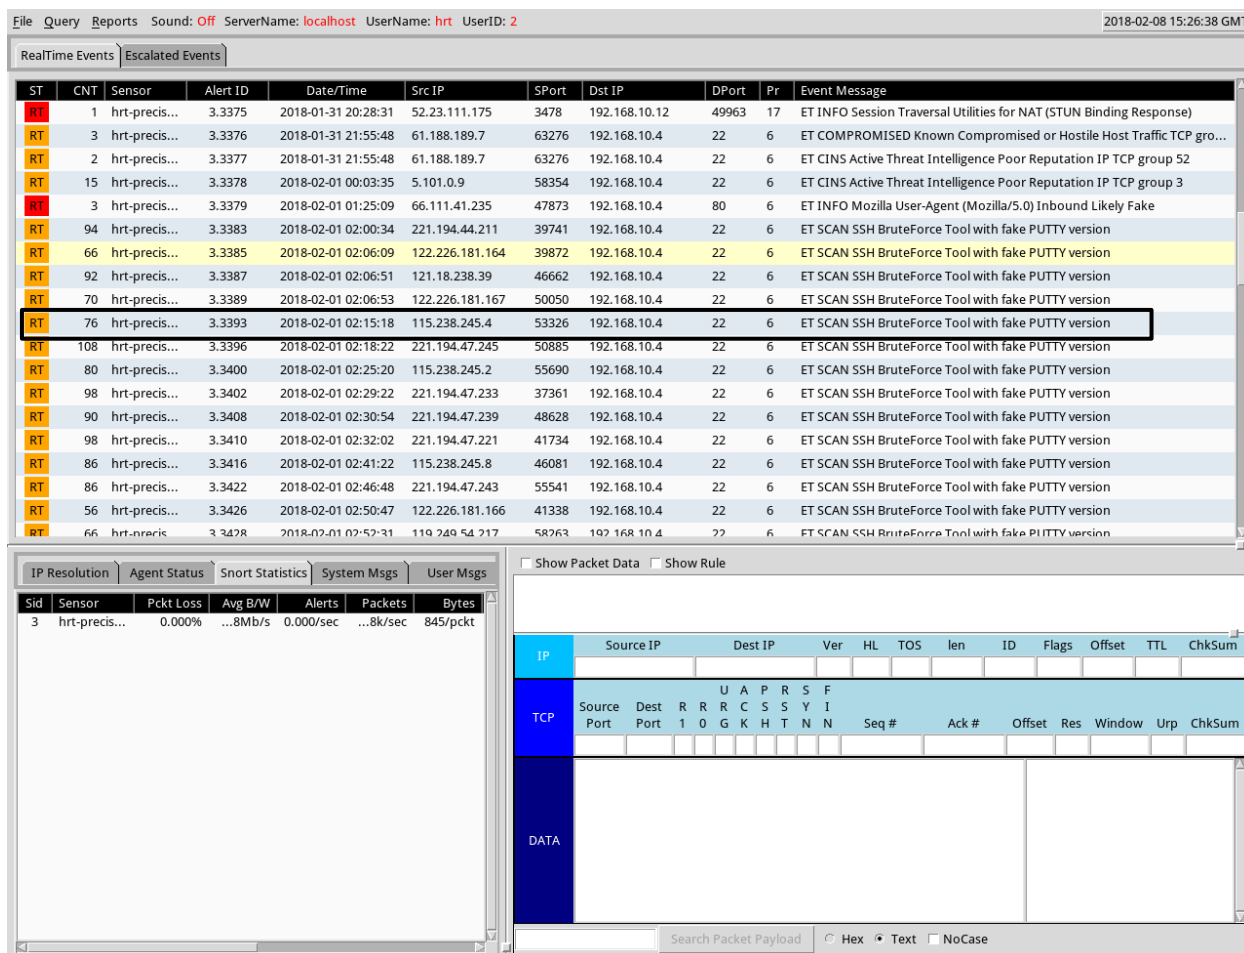 File Query Reports Sound: Off ServerName: localhost UserName: hrt UserID: 2 2018-02-08 15:26:38 GMT
RealTime Events Escalated Events
ST CNT Sensor Alert ID Date/Time Src IP SPort Dst IP DPort Pr Event Message
RT 1 hrt-precis... 3.3375 2018-01-31 20:28:31 52.23.111.175 3478 192.168.10.12 49963 17 ET INFO Session Traversal Utilities for NAT (STUN Binding Response)
RT 3 hrt-precis... 3.3376 2018-01-31 21:55:48 61.188.189.7 63276 192.168.10.4 22 6 ET COMPROMISED Known Compromised or Hostile Host Traffic TCP gro...
RT 2 hrt-precis... 3.3377 2018-01-31 21:55:48 61.188.189.7 63276 192.168.10.4 22 6 ET CINS Active Threat Intelligence Poor Reputation IP TCP group 52
RT 15 hrt-precis... 3.3378 2018-02-01 00:03:35 5.101.0.9 58354 192.168.10.4 22 6 ET CINS Active Threat Intelligence Poor Reputation IP TCP group 3
RT 3 hrt-precis... 3.3379 2018-02-01 01:25:09 66.111.41.235 47873 192.168.10.4 80 6 ET INFO Mozilla User-Agent (Mozilla/5.0) Inbound Likely Fake
RT 94 hrt-precis... 3.3383 2018-02-01 02:00:34 221.194.44.211 39741 192.168.10.4 22 6 ET SCAN SSH BruteForce Tool with fake PUTTY version
RT 66 hrt-precis... 3.3385 2018-02-01 02:06:09 122.226.181.164 39872 192.168.10.4 22 6 ET SCAN SSH BruteForce Tool with fake PUTTY version
RT 92 hrt-precis... 3.3387 2018-02-01 02:06:51 121.18.238.39 46662 192.168.10.4 22 6 ET SCAN SSH BruteForce Tool with fake PUTTY version
RT 70 hrt-precis... 3.3389 2018-02-01 02:06:53 122.226.181.167 50050 192.168.10.4 22 6 ET SCAN SSH BruteForce Tool with fake PUTTY version
RT 76 hrt-precis... 3.3393 2018-02-01 02:15:18 115.238.245.4 53326 192.168.10.4 22 6 ET SCAN SSH BruteForce Tool with fake PUTTY version
RT 108 hrt-precis... 3.3396 2018-02-01 02:18:22 221.194.47.245 50885 192.168.10.4 22 6 ET SCAN SSH BruteForce Tool with fake PUTTY version
RT 80 hrt-precis... 3.3400 2018-02-01 02:25:20 115.238.245.2 55690 192.168.10.4 22 6 ET SCAN SSH BruteForce Tool with fake PUTTY version
RT 98 hrt-precis... 3.3402 2018-02-01 02:29:22 221.194.47.233 37361 192.168.10.4 22 6 ET SCAN SSH BruteForce Tool with fake PUTTY version
RT 90 hrt-precis... 3.3408 2018-02-01 02:30:54 221.194.47.239 48628 192.168.10.4 22 6 ET SCAN SSH BruteForce Tool with fake PUTTY version
RT 98 hrt-precis... 3.3410 2018-02-01 02:32:02 221.194.47.221 41734 192.168.10.4 22 6 ET SCAN SSH BruteForce Tool with fake PUTTY version
RT 86 hrt-precis... 3.3416 2018-02-01 02:41:22 115.238.245.8 46081 192.168.10.4 22 6 ET SCAN SSH BruteForce Tool with fake PUTTY version
RT 86 hrt-precis... 3.3422 2018-02-01 02:46:48 221.194.47.243 55541 192.168.10.4 22 6 ET SCAN SSH BruteForce Tool with fake PUTTY version
RT 56 hrt-precis... 3.3426 2018-02-01 02:50:47 122.226.181.166 41338 192.168.10.4 22 6 ET SCAN SSH BruteForce Tool with fake PUTTY version
RT 66 hrt-precis... 3.3428 2018-02-01 02:52:31 119.249.54.217 58263 192.168.10.4 22 6 ET SCAN SSH BruteForce Tool with fake PUTTY version
IP Resolution Agent Status Snort Statistics System Msgs User Msgs
Sid Sensor Pckt Loss Avg B/W Alerts Packets Bytes
3 hrt-precis... 0.000% ...8Mb/s 0.000/sec ...8k/sec 845/pckt
Show Packet Data Show Rule
IP Source IP Dest IP Ver HL TOS len ID Flags Offset TTL ChkSum
U A P R S F
Source Dest R R R C S S Y I
TCP Port Port 1 0 G K H T N N Seq # Ack # Offset Res Window Urp ChkSum
DATA
Search Packet Payload Hex Text NoCase